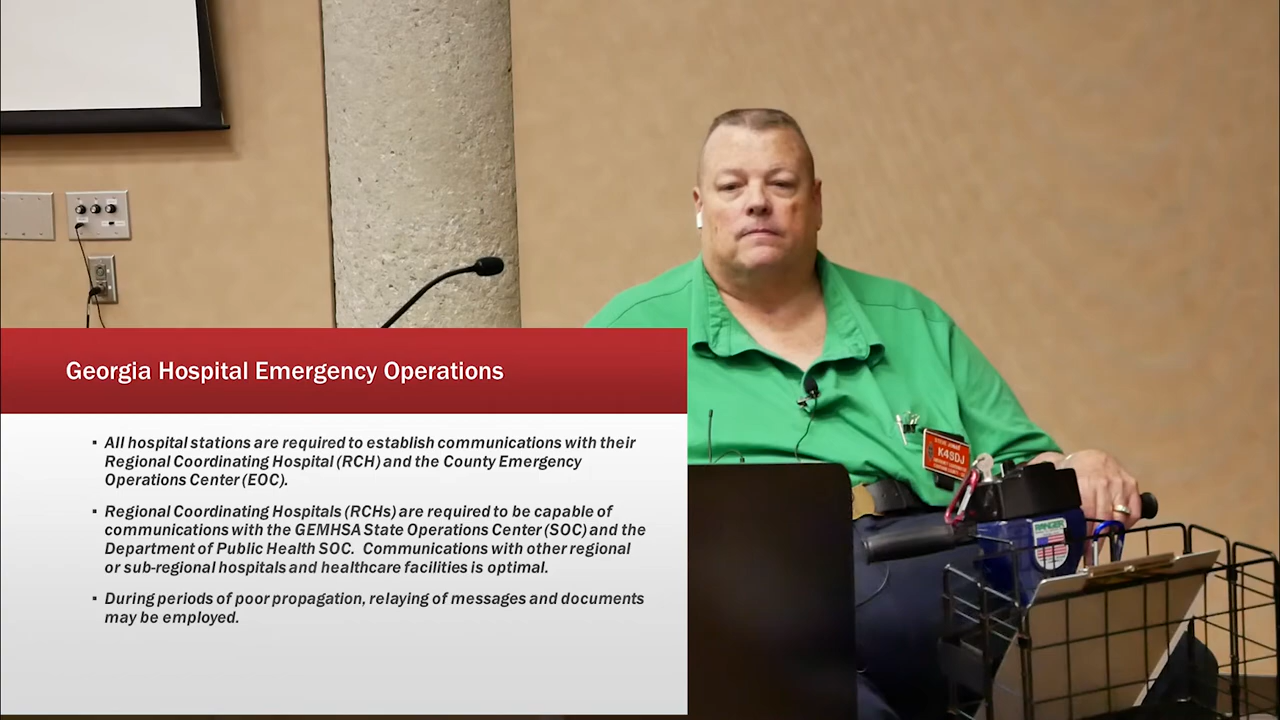 Georgia Hospital Emergency Operations
▪ All hospital stations are required to establish communications with their
Regional Coordinating Hospital (RCH) and the County Emergency
Operations Center (EOC).
▪ Regional Coordinating Hospitals (RCHs) are required to be capable of
communications with the GEMHSA State Operations Center (SOC) and the
Department of Public Health SOC. Communications with other regional
or sub-regional hospitals and healthcare facilities is optimal.
▪ During periods of poor propagation, relaying of messages and documents
may be employed.
K4SDJ
RANGER